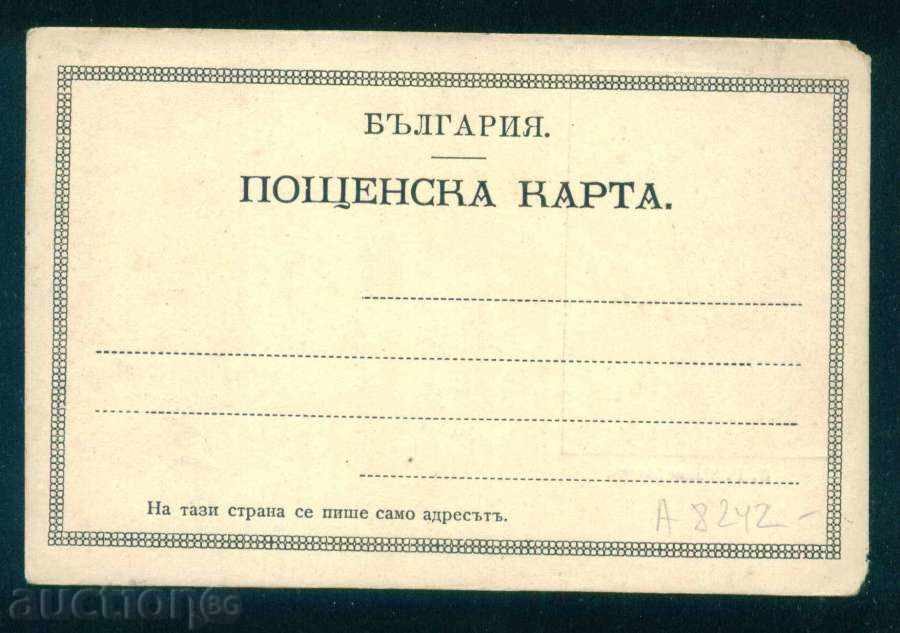 БЪЛГАРИЯ.
ПОЩЕНСКА КАРТА.
На тази страна се пише само адресътъ.
A 8242 -
auction BG